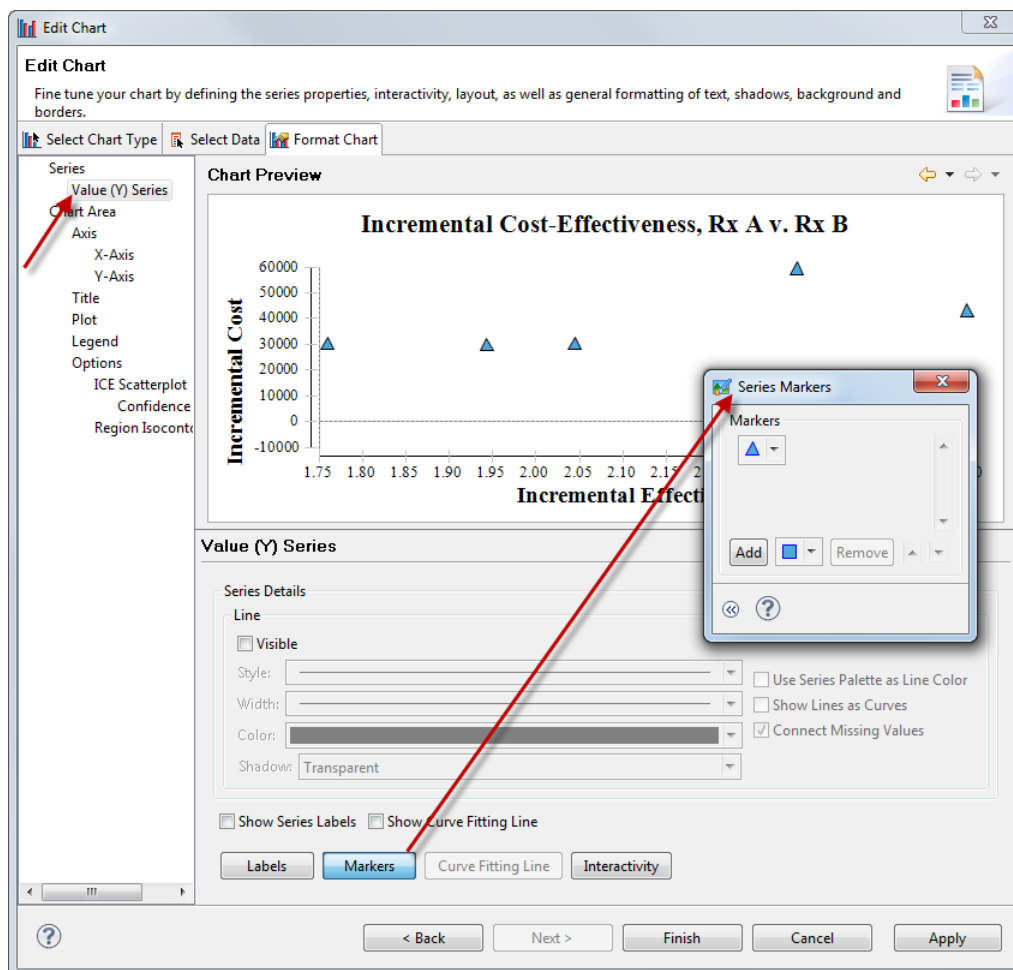 Edit Chart
Edit Chart
Fine tune your chart by defining the series properties, interactivity, layout, as well as general formatting of text, shadows, background and
borders.
Select Chart Type Select Data Format Chart
Series
Value (Y) Series
Chart Area
Axis
X-Axis
Y-Axis
Title
Plot
Legend
Options
ICE Scatterplot
Confidence
Region Isoconto
Chart Preview
Incremental Cost-Effectiveness, Rx A v. Rx B
Incremental Cost
60000
50000
40000
30000
20000
10000
0
-10000
1.75 1.80 1.85 1.90 1.95 2.00 2.05 2.10 2.15
Incremental Effecti
Series Markers
Markers
Add Remove
Value (Y) Series
Series Details
Line
Visible
Style:
Width:
Color:
Shadow: Transparent
Use Series Palette as Line Color
Show Lines as Curves
Connect Missing Values
Show Series Labels Show Curve Fitting Line
Labels Markers Curve Fitting Line Interactivity
< Back Next > Finish Cancel Apply